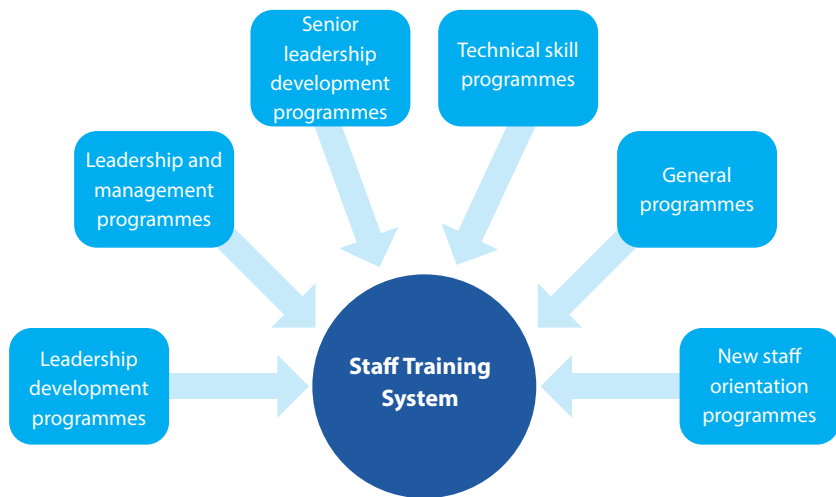 Senior
leadership
development
programmes
Technical skill
programmes
Leadership and
management
programmes
General
programmes
Leadership
development
programmes
Staff Training
System
New staff
orientation
programmes